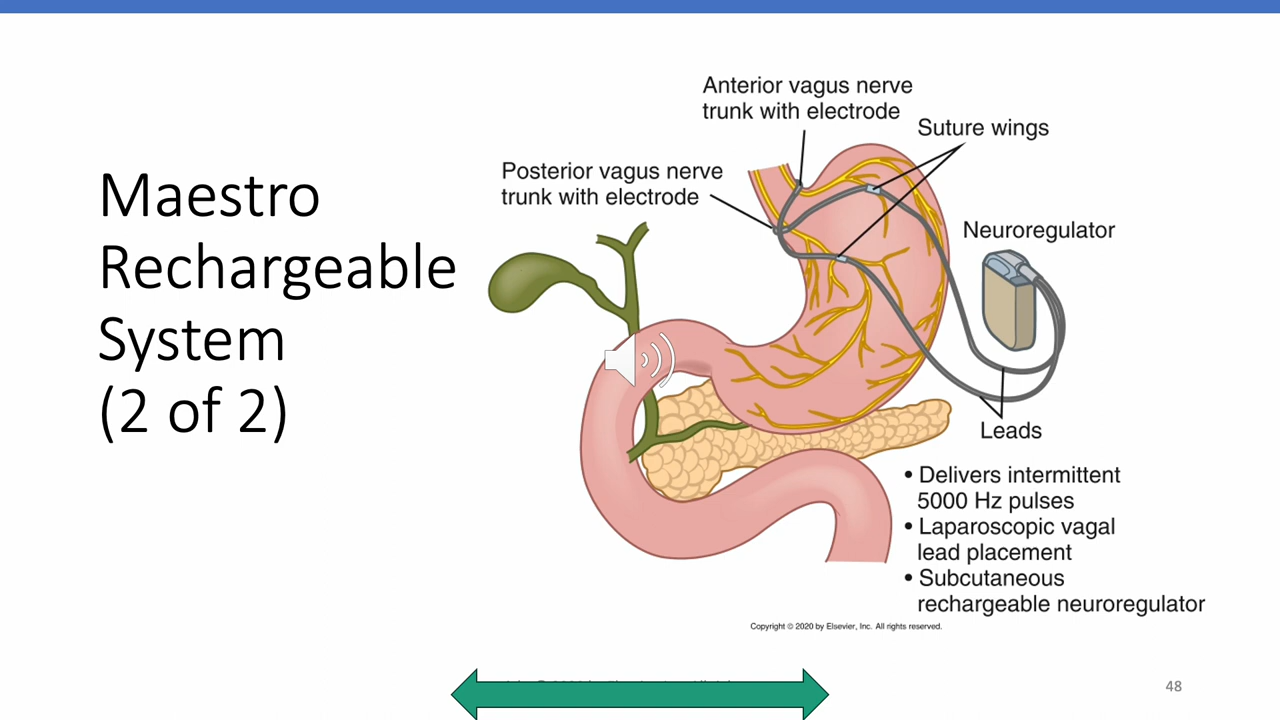 Maestro
Rechargeable
System
(2 of 2)
Anterior vagus nerve
trunk with electrode
Suture wings
Posterior vagus nerve
trunk with electrode
Neuroregulator
Leads
• Delivers intermittent
5000 Hz pulses
• Laparoscopic vagal
lead placement
• Subcutaneous
rechargeable neuroregulator
Copyright © 2020 by Elsevier, Inc. All rights reserved.
48